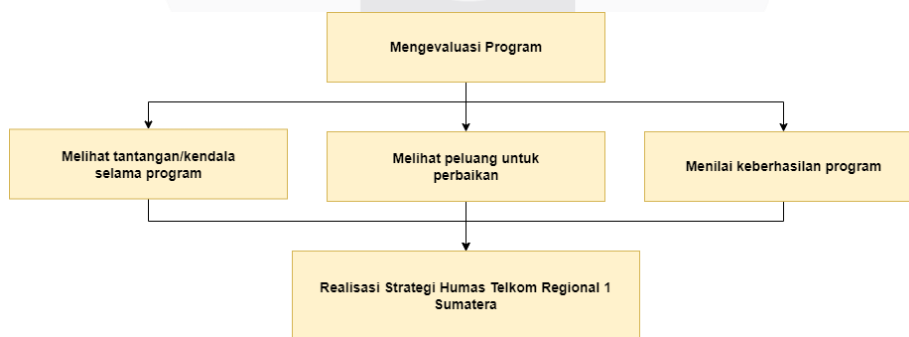 Mengevaluasi Program
Melihat tantangan/kendala
selama program
Melihat peluang untuk
perbaikan
Menilai keberhasilan program
Realisasi Strategi Humas Telkom Regional 1
Sumatera